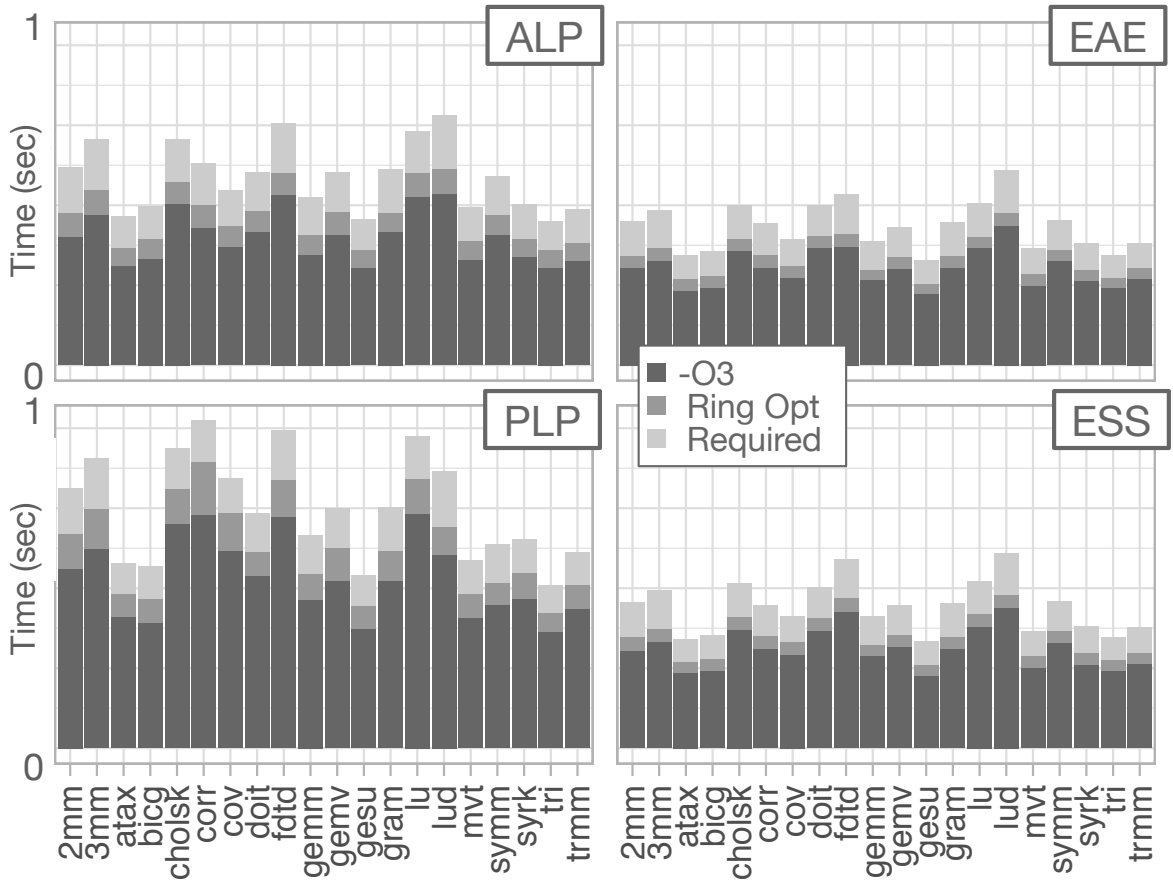 1
ALP
EAE
Time (sec)
0
-O3
Ring Opt
Required
1
PLP
ESS
Time (sec)
0
2mm
3mm
atax
bicg
cholsk
corr
cov
doit
fdtd
gemm
gemv
gesu
gram
lu
lud
mvt
symm
syrk
tri
trmm
2mm
3mm
atax
bicg
cholsk
corr
cov
doit
fdtd
gemm
gemv
gesu
gram
lu
lud
mvt
symm
syrk
tri
trmm